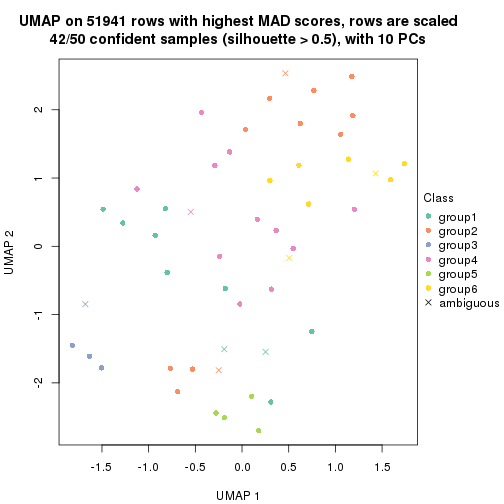 UMAP on 51941 rows with highest MAD scores, rows are scaled
42/50 confident samples (silhouette > 0.5), with 10 PCs
2
1
0
-1
-2
UMAP 2
-1.5
-1.0
-0.5
0.0
0.5
1.0
1.5
UMAP 1
Class
group1
group2
group3
group4
group5
group6
ambiguous